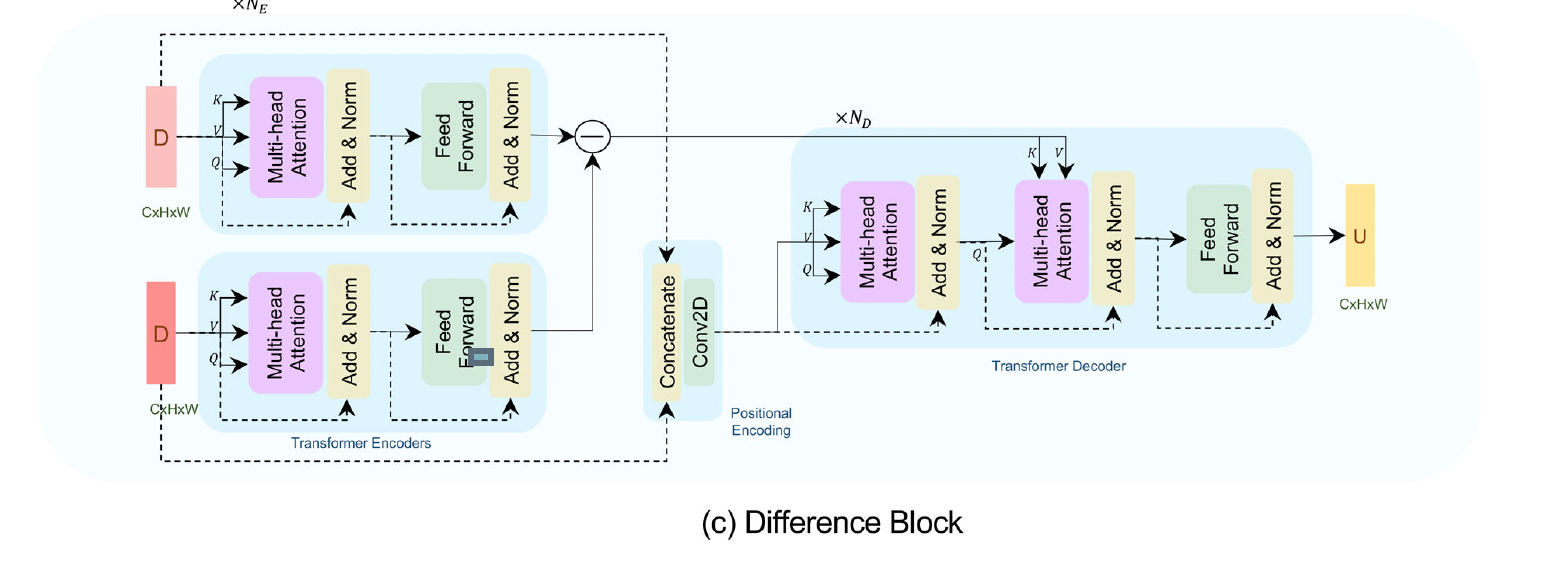 ×N_E
D
CxHxW
K
V
Q
Multi-head
Attention
Add & Norm
Feed
Forward
Add & Norm
D
CxHxW
K
V
Q
Multi-head
Attention
Add & Norm
Feed
Forward
Add & Norm
Transformer Encoders
Concatenate
Conv2D
Positional
Encoding
×N_D
K
V
Q
Multi-head
Attention
Add & Norm
Q
K
V
Multi-head
Attention
Add & Norm
Feed
Forward
Add & Norm
U
CxHxW
Transformer Decoder
(c) Difference Block